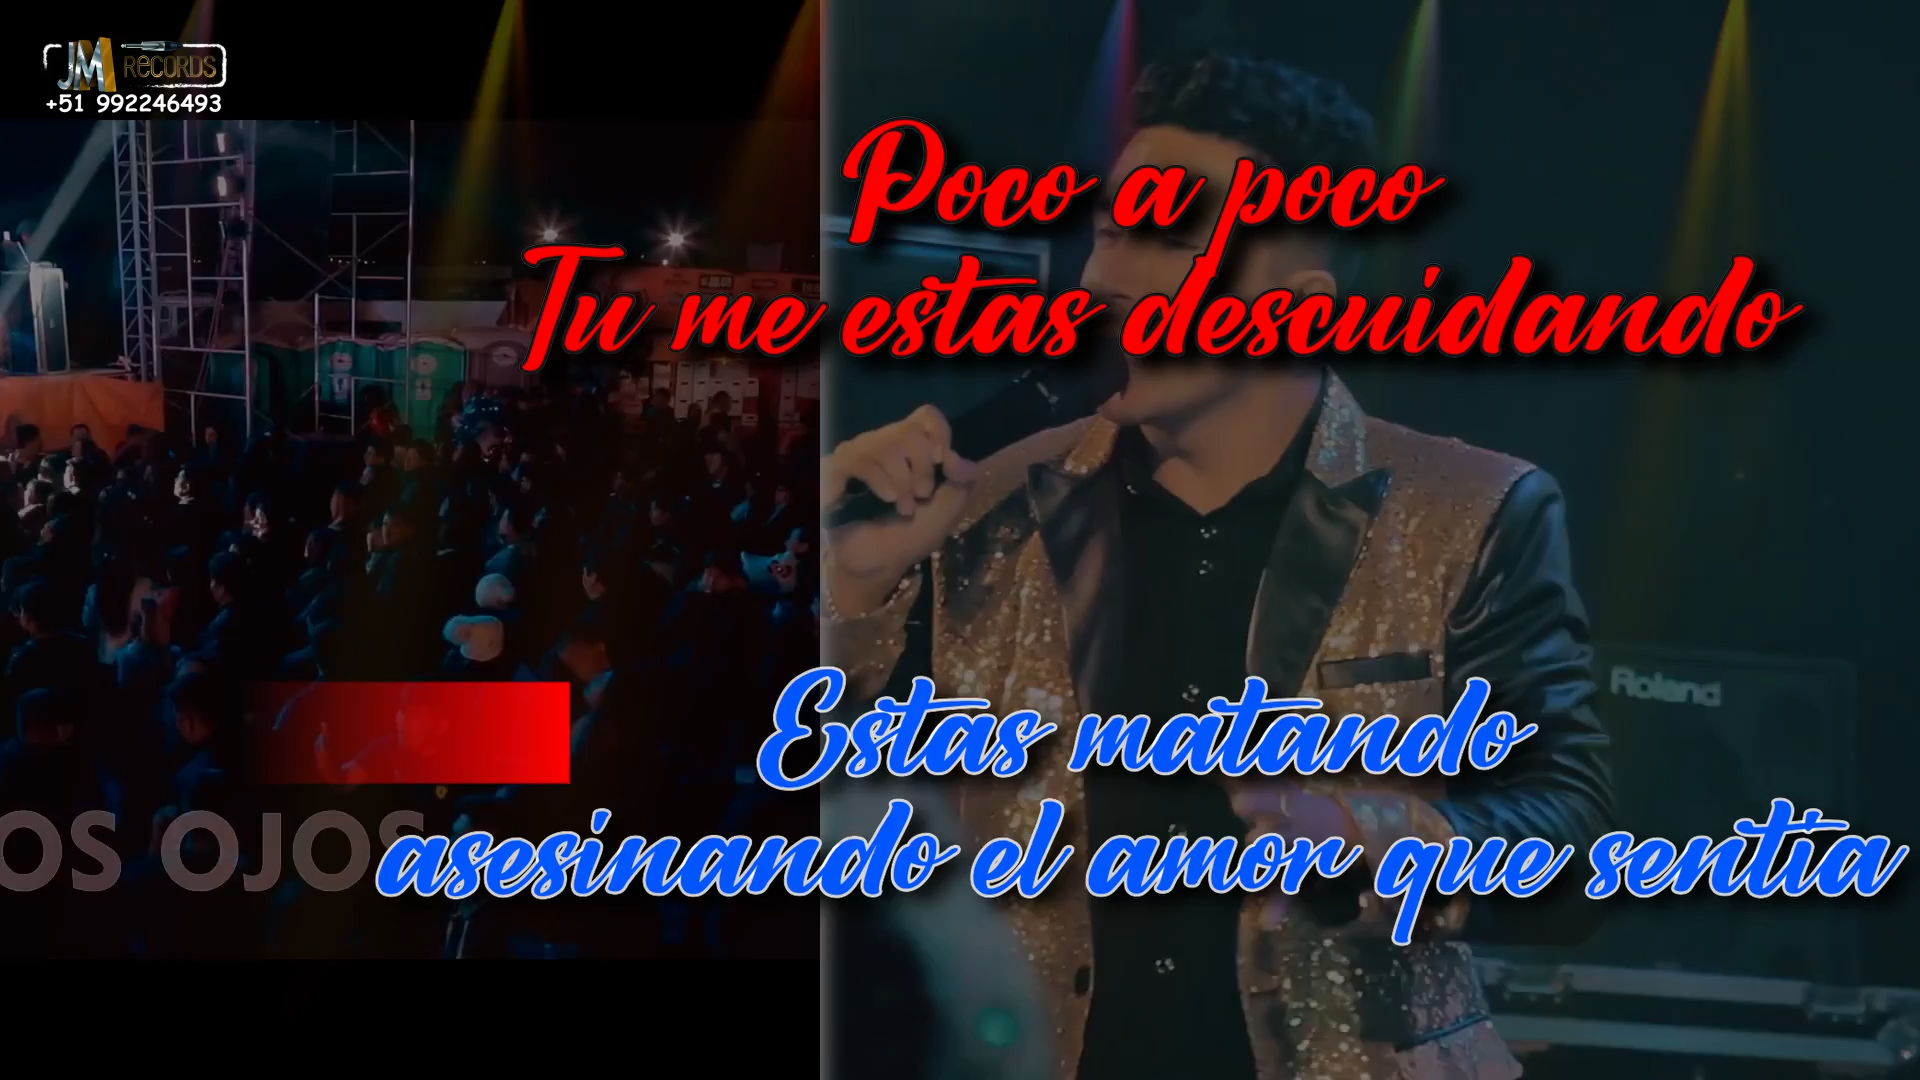 JM RECORDS
+51 992246493
Poco a poco
Tu me estas descuidando
Roland
Estas matando
OS OJOS
asesinando el amor que sentia